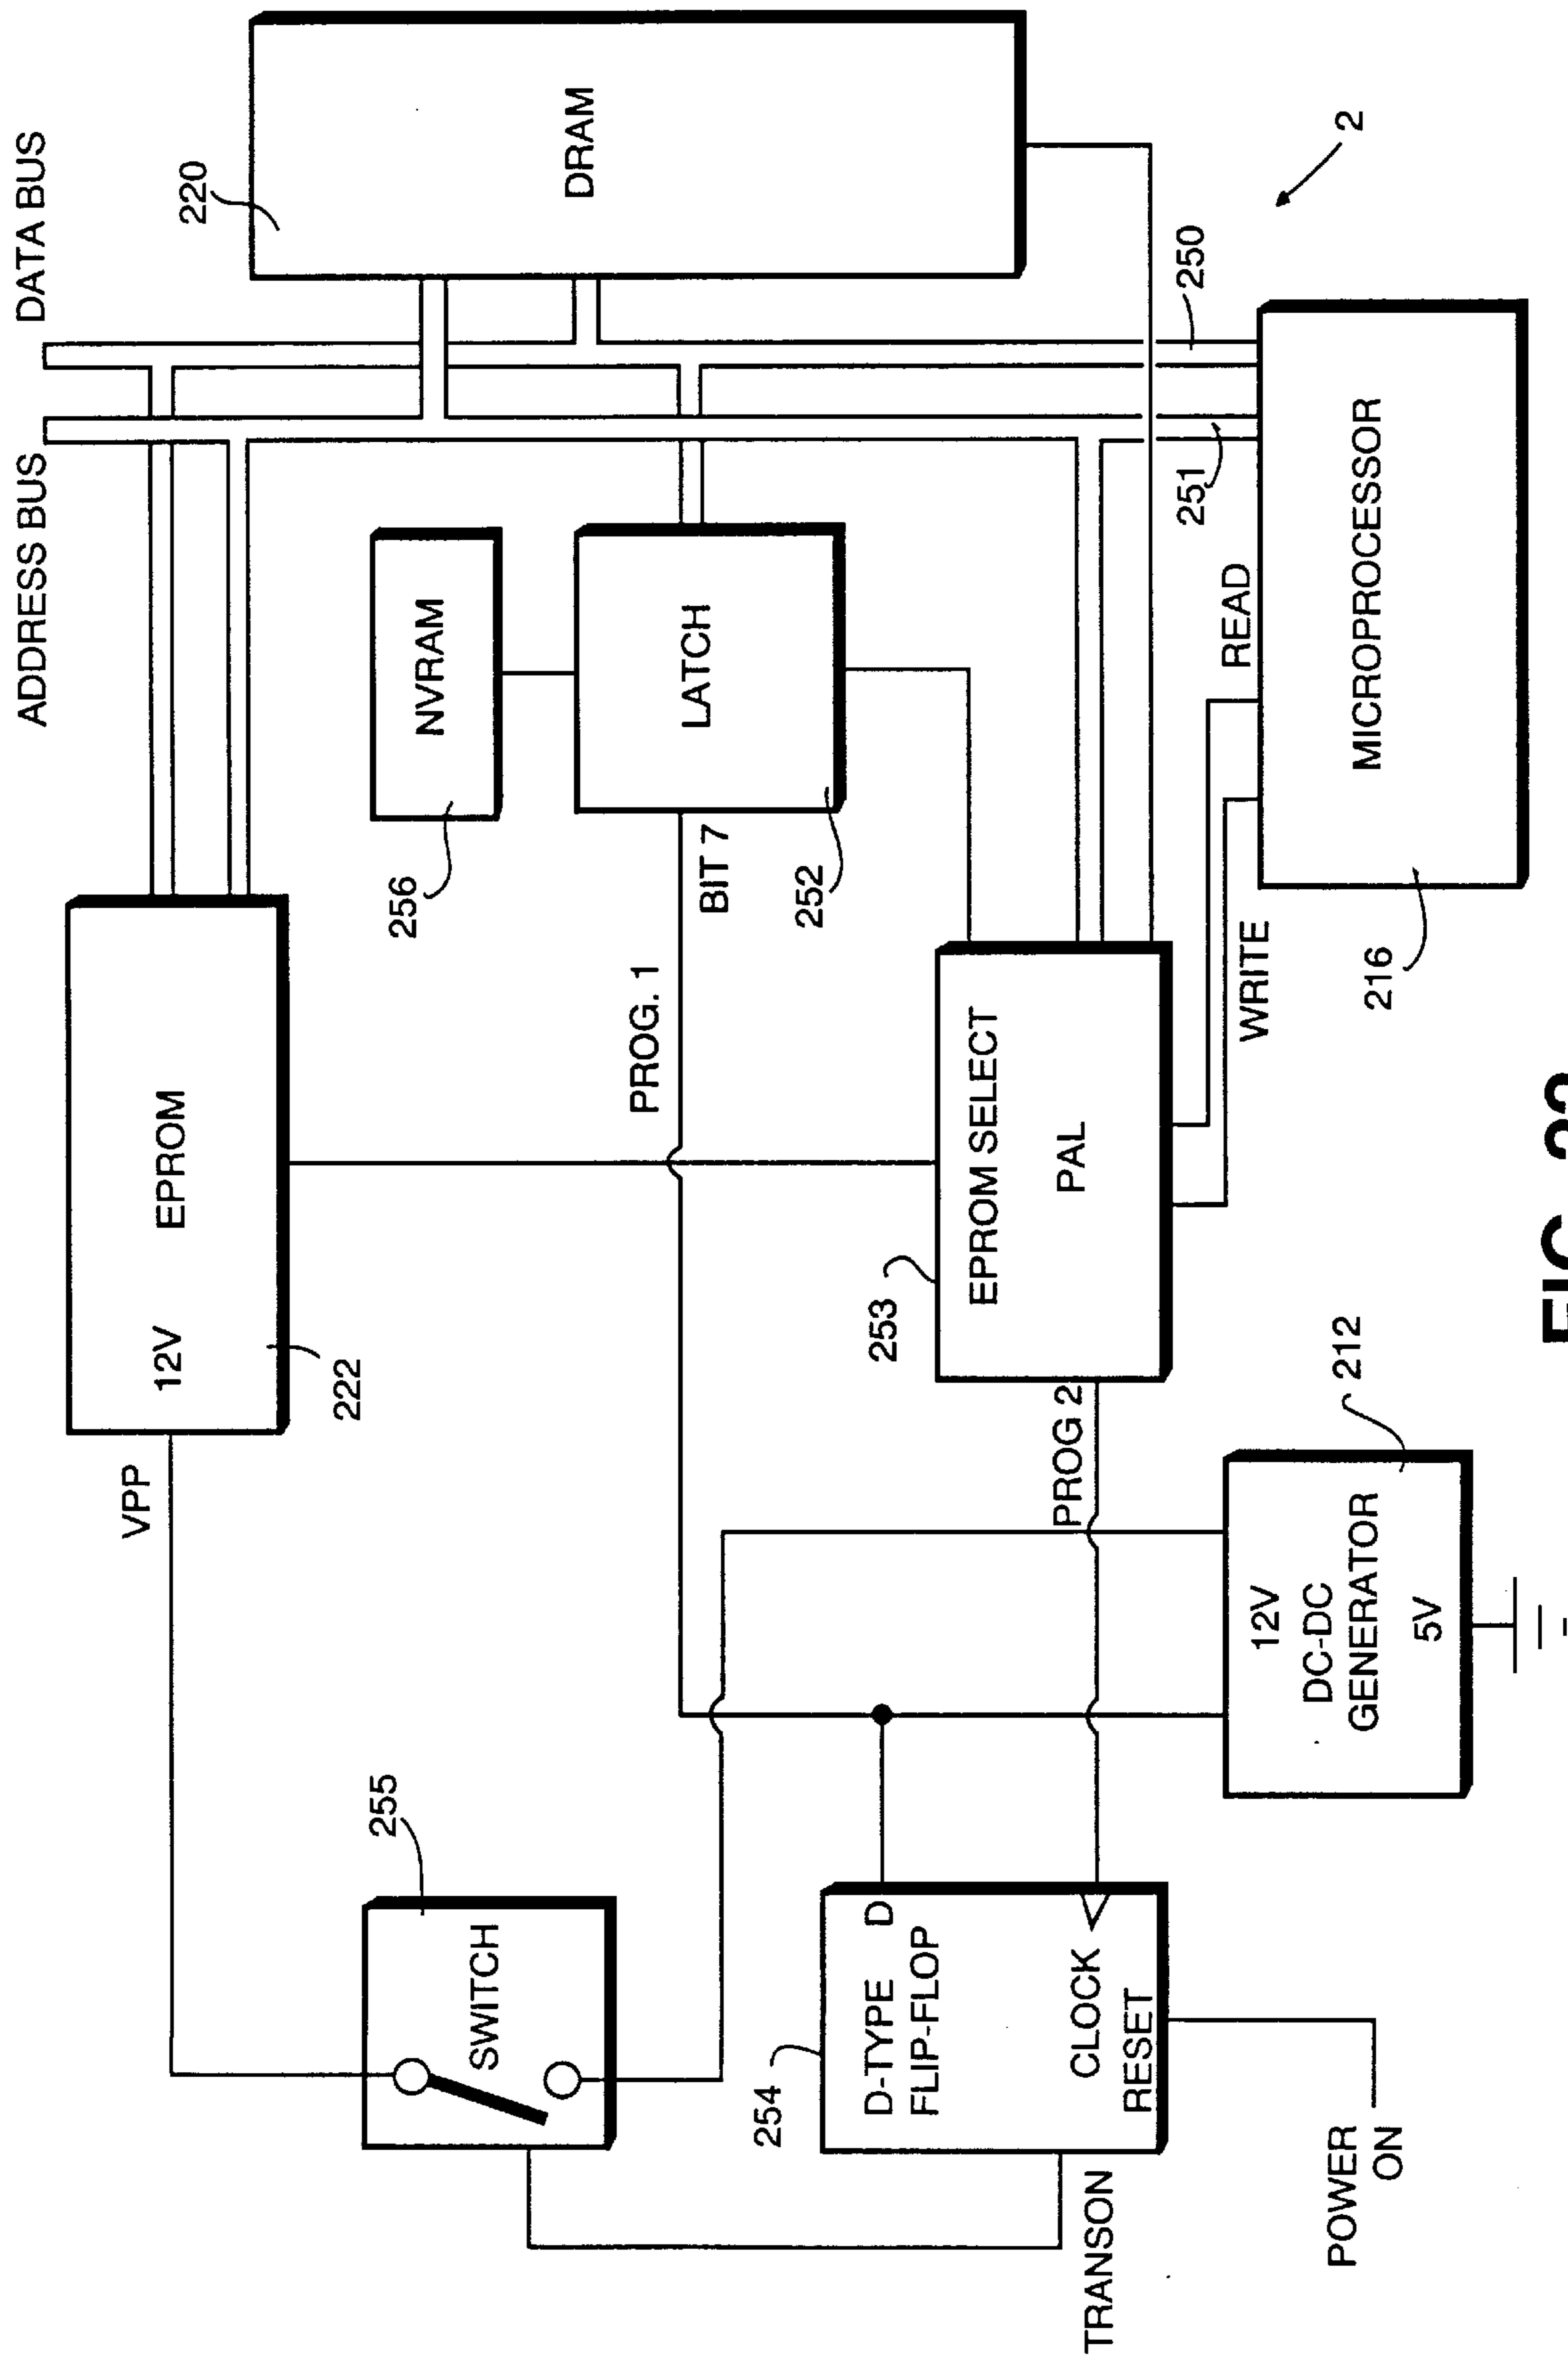 DATA BUS
ADDRESS BUS
220
DRAM
2
250
251
EPROM
12V
222
VPP
NVRAM
256
LATCH
252
BIT 7
PROG. 1
READ
WRITE
MICROPROCESSOR
216
EPROM SELECT
PAL
253
PROG 2
212
12V
DC-DC
GENERATOR
5V
255
SWITCH
254
D-TYPE D
FLIP-FLOP
CLOCK
RESET
TRANSON
POWER
ON